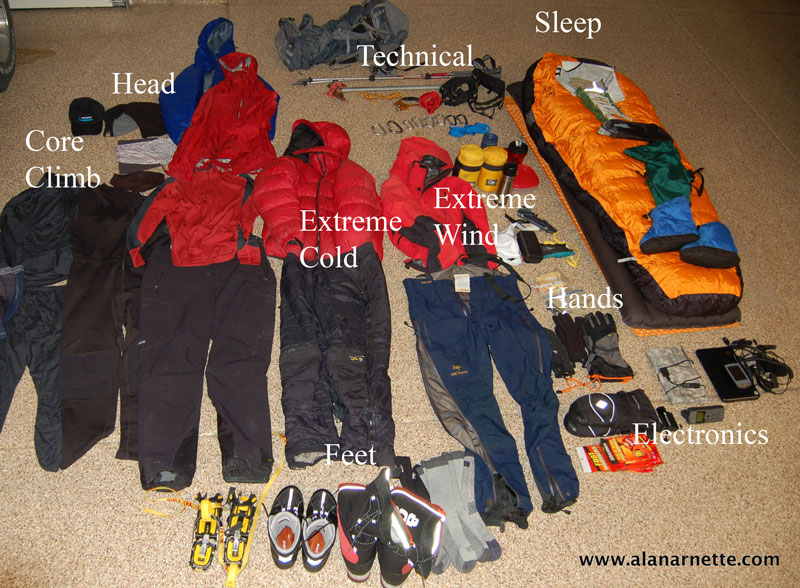 Sleep
Technical
Head
Core
Climb
Extreme
Cold
Extreme
Wind
Hands
Electronics
Feet
www.alanarnette.com